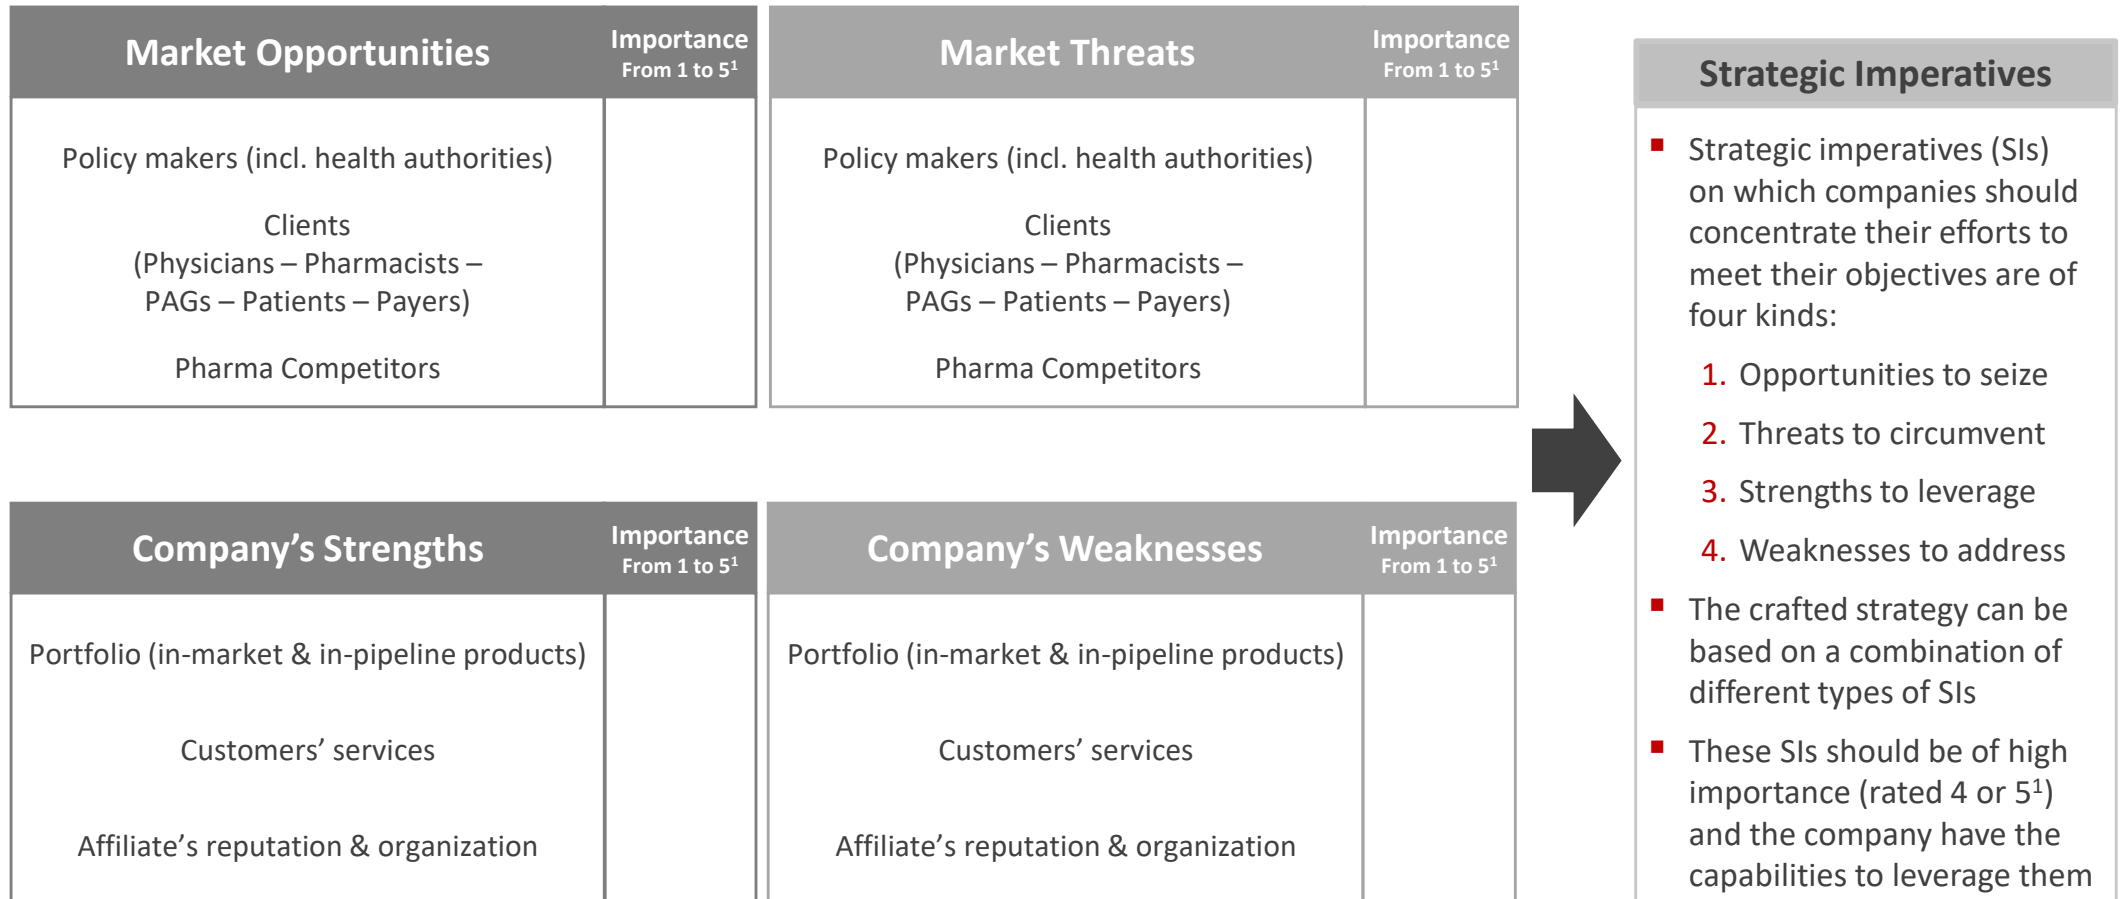 Market Opportunities
Importance
From 1 to 5¹
Policy makers (incl. health authorities)
Clients
(Physicians – Pharmacists –
PAGs – Patients – Payers)
Pharma Competitors
Market Threats
Importance
From 1 to 5¹
Policy makers (incl. health authorities)
Clients
(Physicians – Pharmacists –
PAGs – Patients – Payers)
Pharma Competitors
Company’s Strengths
Importance
From 1 to 5¹
Portfolio (in-market & in-pipeline products)
Customers’ services
Affiliate’s reputation & organization
Company’s Weaknesses
Importance
From 1 to 5¹
Portfolio (in-market & in-pipeline products)
Customers’ services
Affiliate’s reputation & organization
Strategic Imperatives
▪ Strategic imperatives (SIs)
on which companies should
concentrate their efforts to
meet their objectives are of
four kinds:
1. Opportunities to seize
2. Threats to circumvent
3. Strengths to leverage
4. Weaknesses to address
▪ The crafted strategy can be
based on a combination of
different types of SIs
▪ These SIs should be of high
importance (rated 4 or 5¹)
and the company have the
capabilities to leverage them